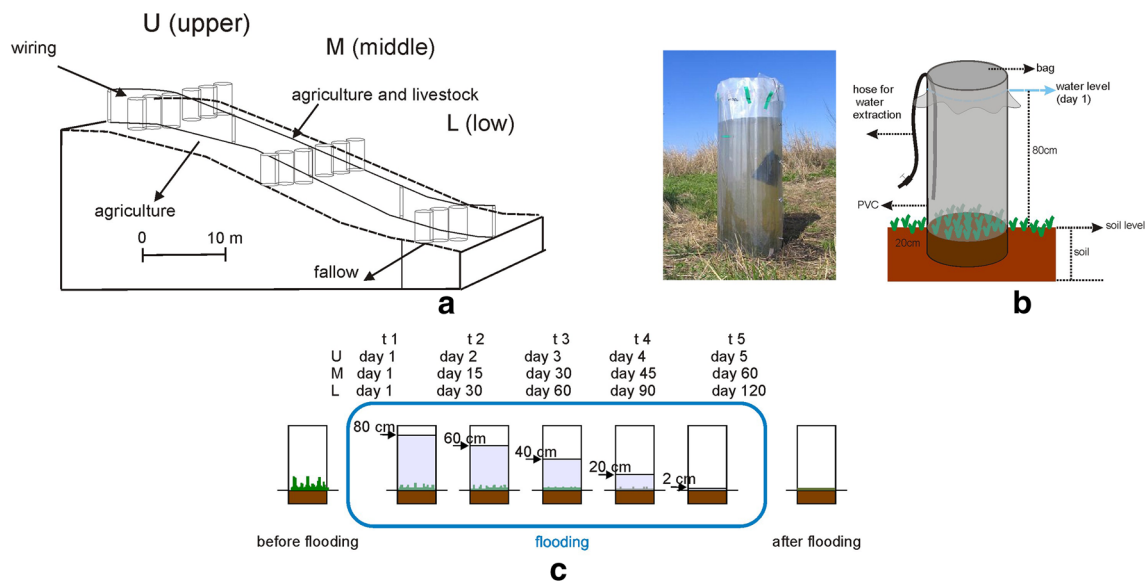 U (upper)
wiring
M (middle)
agriculture and livestock
L (low)
agriculture
0 10 m
fallow
a
bag
water level
(day 1)
hose for
water
extraction
80cm
PVC
soil level
20cm
soil
b
t 1 t 2 t 3 t 4 t 5
U day 1 day 2 day 3 day 4 day 5
M day 1 day 15 day 30 day 45 day 60
L day 1 day 30 day 60 day 90 day 120
80 cm
60 cm
40 cm
20 cm
2 cm
before flooding flooding after flooding
c